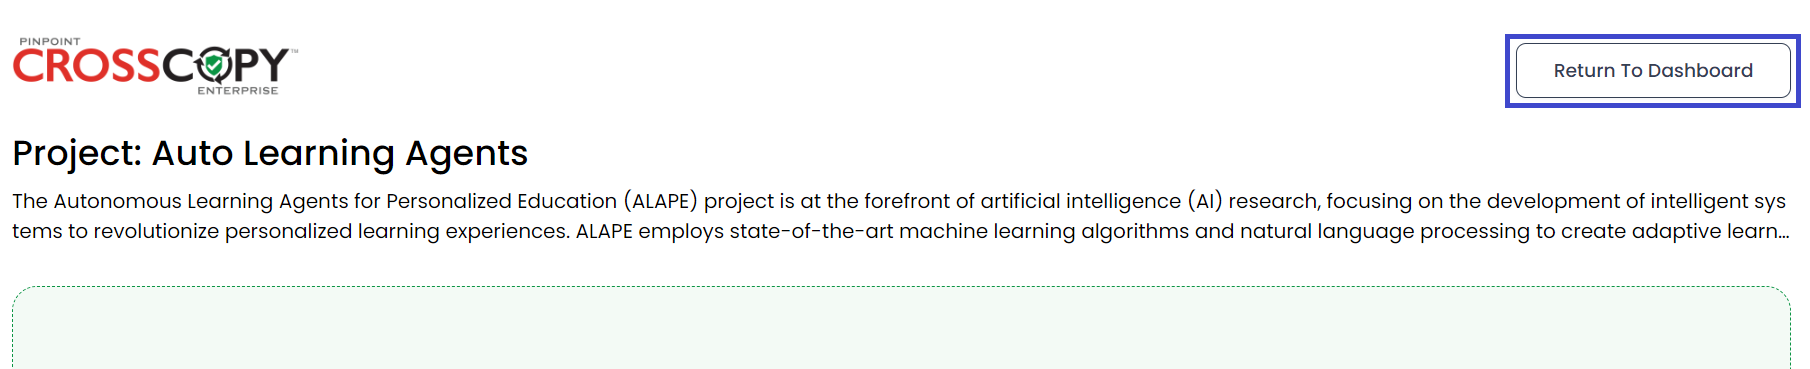 PINPOINT
CROSSCOPY™
ENTERPRISE
Return To Dashboard
Project: Auto Learning Agents
The Autonomous Learning Agents for Personalized Education (ALAPE) project is at the forefront of artificial intelligence (AI) research, focusing on the development of intelligent sys
tems to revolutionize personalized learning experiences. ALAPE employs state-of-the-art machine learning algorithms and natural language processing to create adaptive learn...